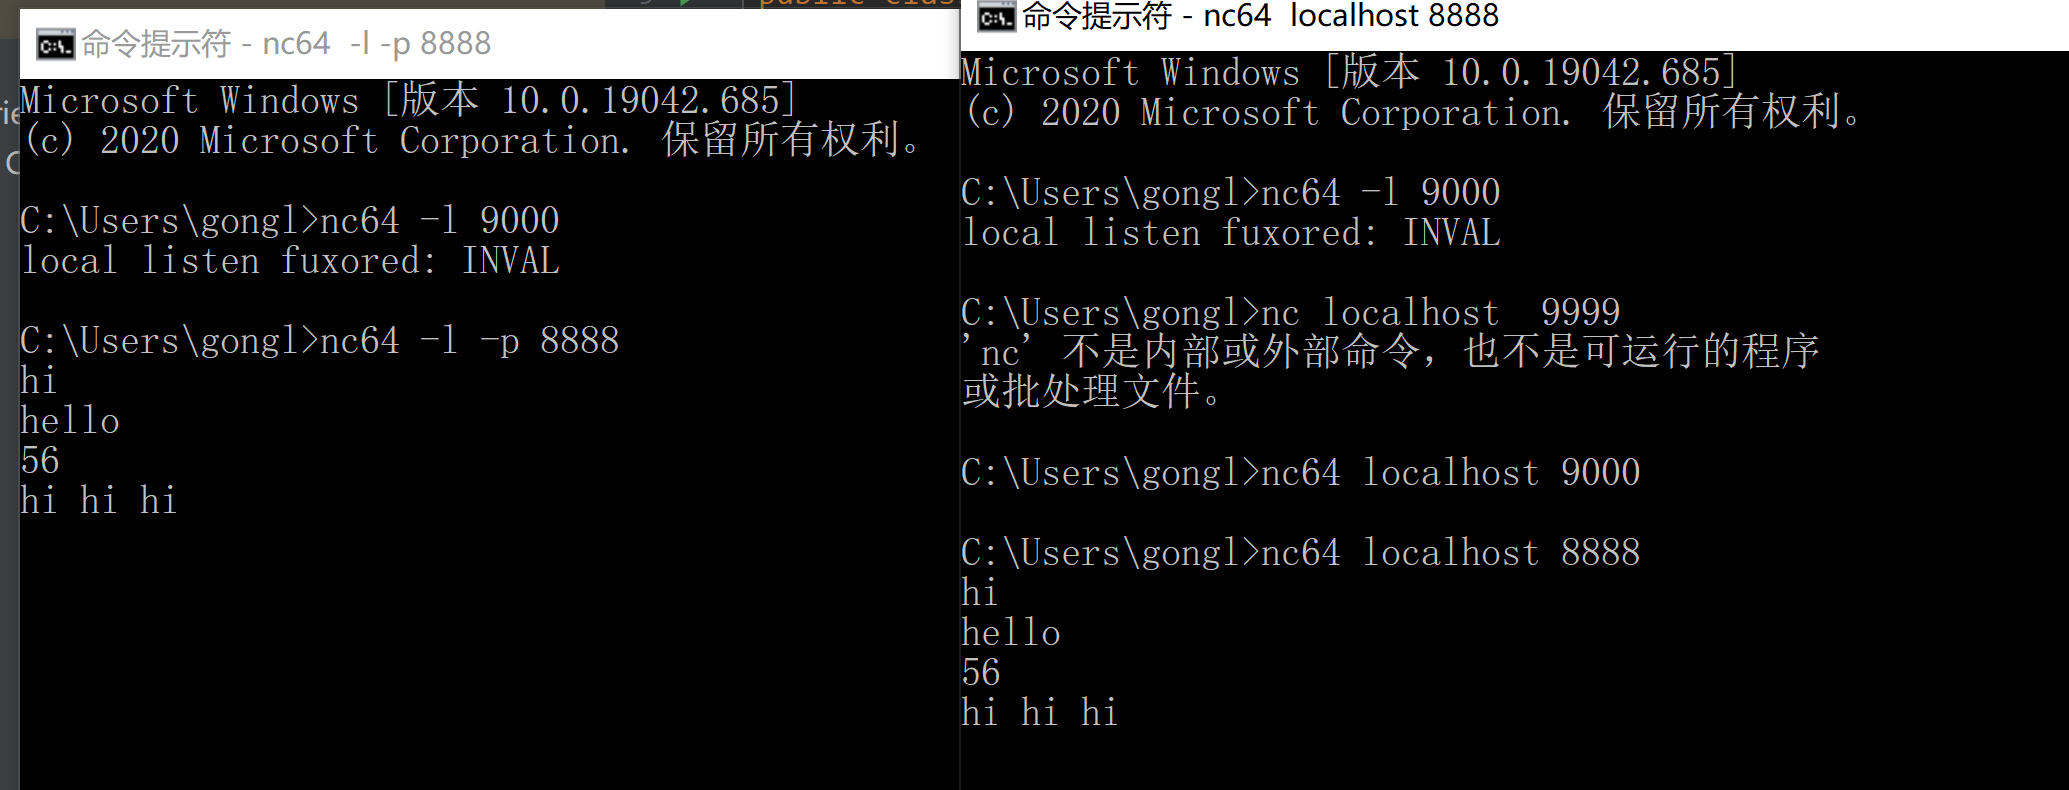 public clas
命令提示符 - nc64  -l -p 8888
Microsoft Windows [版本 10.0.19042.685]
(c) 2020 Microsoft Corporation. 保留所有权利。
C:\Users\gongl>nc64 -l 9000
local listen fuxored: INVAL
C:\Users\gongl>nc64 -l -p 8888
hi
hello
56
hi hi hi
命令提示符 - nc64  localhost 8888
Microsoft Windows [版本 10.0.19042.685]
(c) 2020 Microsoft Corporation. 保留所有权利。
C:\Users\gongl>nc64 -l 9000
local listen fuxored: INVAL
C:\Users\gongl>nc localhost  9999
'nc' 不是内部或外部命令，也不是可运行的程序
或批处理文件。
C:\Users\gongl>nc64 localhost 9000
C:\Users\gongl>nc64 localhost 8888
hi
hello
56
hi hi hi